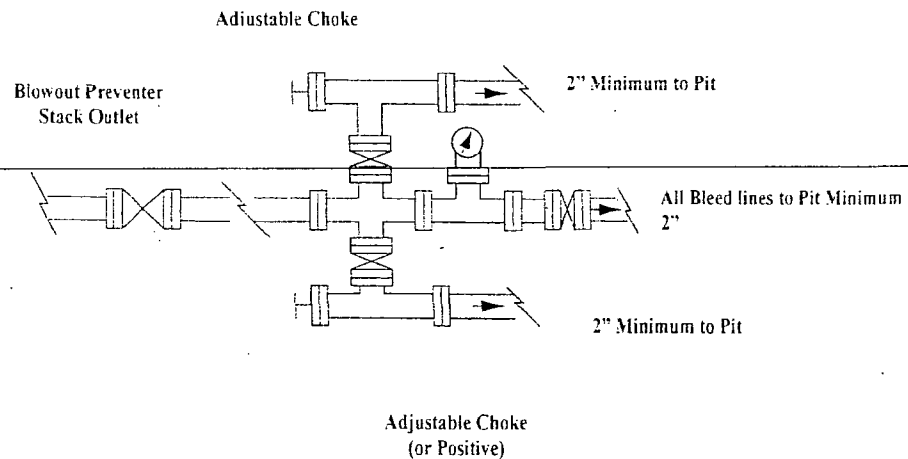 Adjustable Choke
2" Minimum to Pit
Blowout Preventer
Stack Outlet
All Bleed lines to Pit Minimum
2"
2" Minimum to Pit
Adjustable Choke
(or Positive)